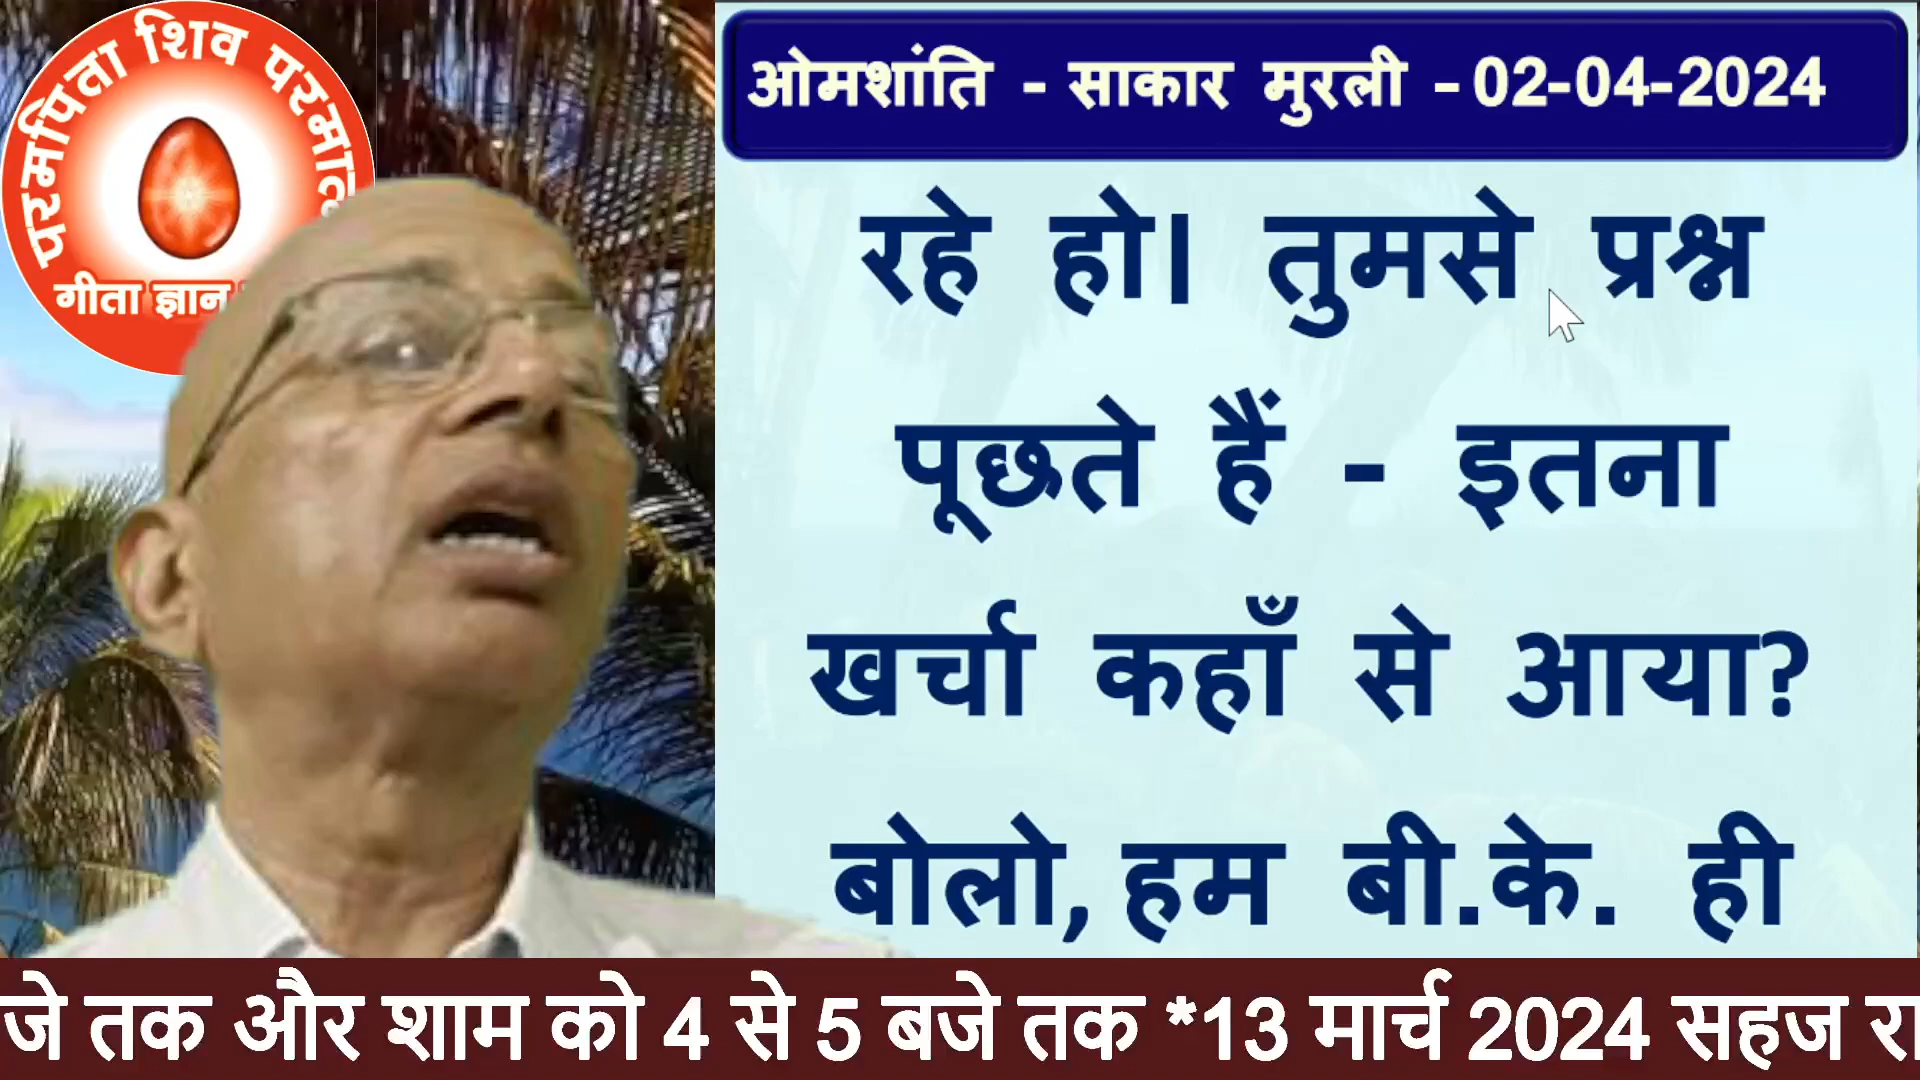 परमपिता शिव
गीता ज्ञान
ओमशांति - साकार मुरली - 02-04-2024
रहे हो। तुमसे प्रश्न
पूछते हैं - इतना
खर्चा कहाँ से आया?
बोलो, हम बी.के. ही
जे तक और शाम को 4 से 5 बजे तक *13 मार्च 2024 सहज रा